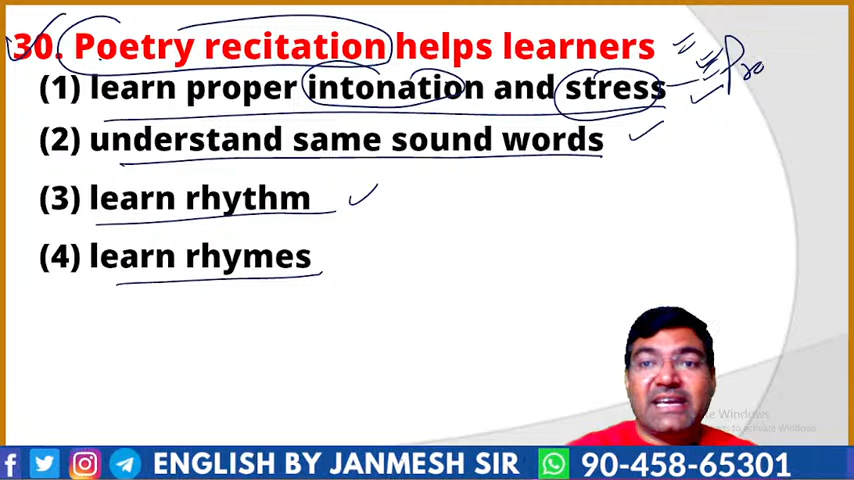 30. Poetry recitation helps learners
(1) learn proper intonation and stress
(2) understand same sound words
(3) learn rhythm
(4) learn rhymes
ENGLISH BY JANMESH SIR 90-458-65301